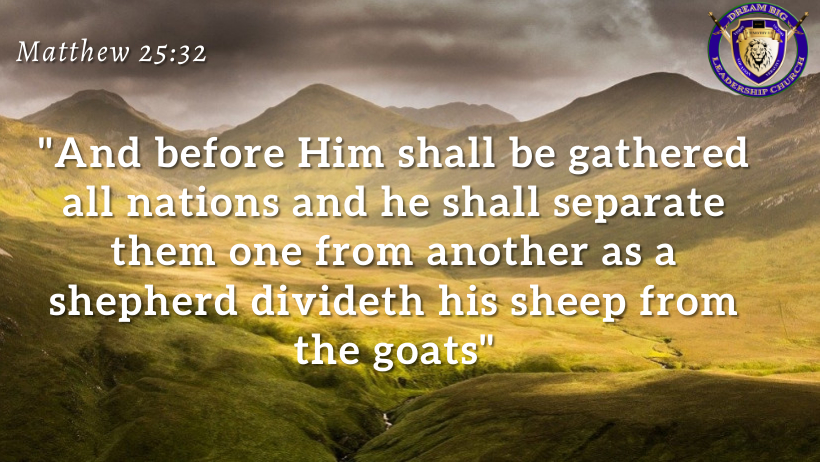 Matthew 25:32
DREAM BIG
LEADERSHIP CHURCH
"And before Him shall be gathered
all nations and he shall separate
them one from another as a
shepherd divideth his sheep from
the goats"